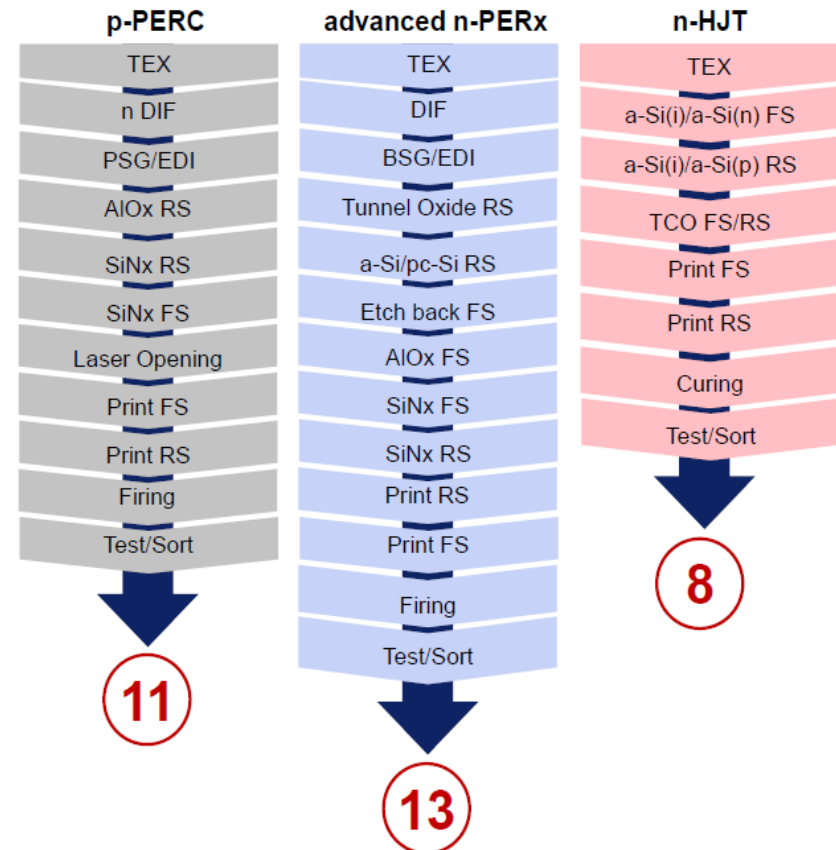 p-PERC
TEX
n DIF
PSG/EDI
AlOx RS
SiNx RS
SiNx FS
Laser Opening
Print FS
Print RS
Firing
Test/Sort
11
advanced n-PERx
TEX
DIF
BSG/EDI
Tunnel Oxide RS
a-Si/pc-Si RS
Etch back FS
AlOx FS
SiNx FS
SiNx RS
Print RS
Print FS
Firing
Test/Sort
13
n-HJT
TEX
a-Si(i)/a-Si(n) FS
a-Si(i)/a-Si(p) RS
TCO FS/RS
Print FS
Print RS
Curing
Test/Sort
8